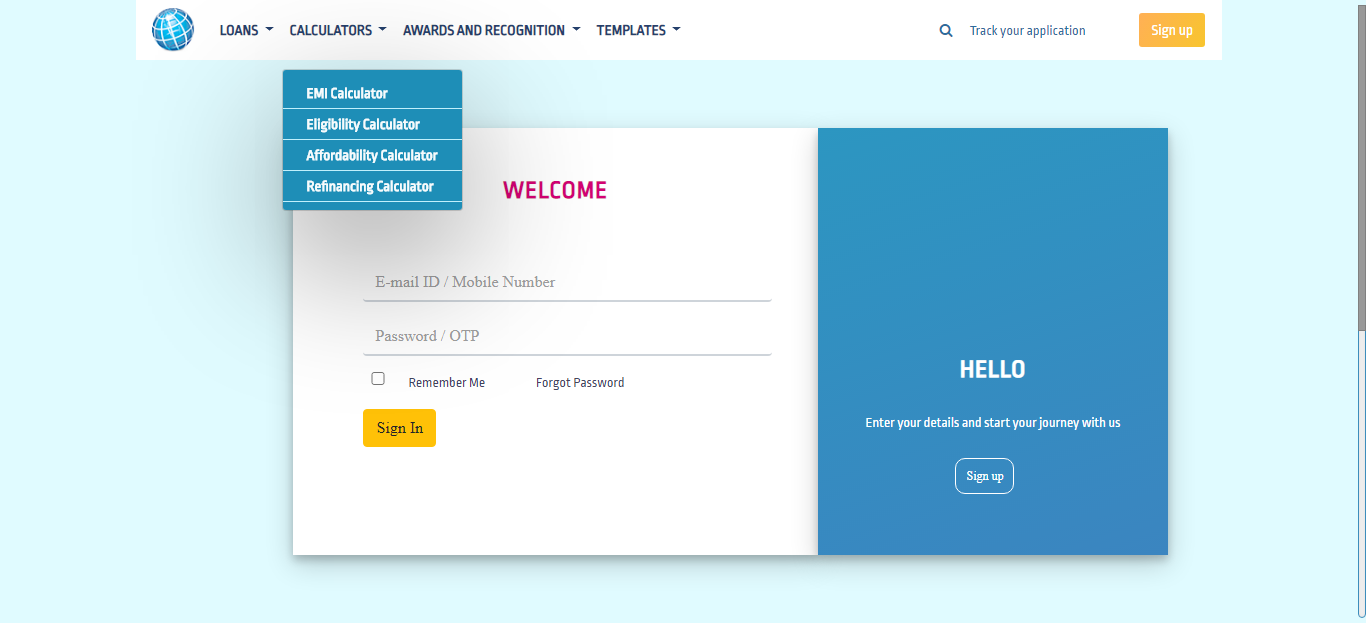 LOANS CALCULATORS AWARDS AND RECOGNITION TEMPLATES Track your application Sign up
EMI Calculator
Eligibility Calculator
Affordability Calculator
Refinancing Calculator
WELCOME
E-mail ID / Mobile Number
Password / OTP
Remember Me Forgot Password
Sign In
HELLO
Enter your details and start your journey with us
Sign up